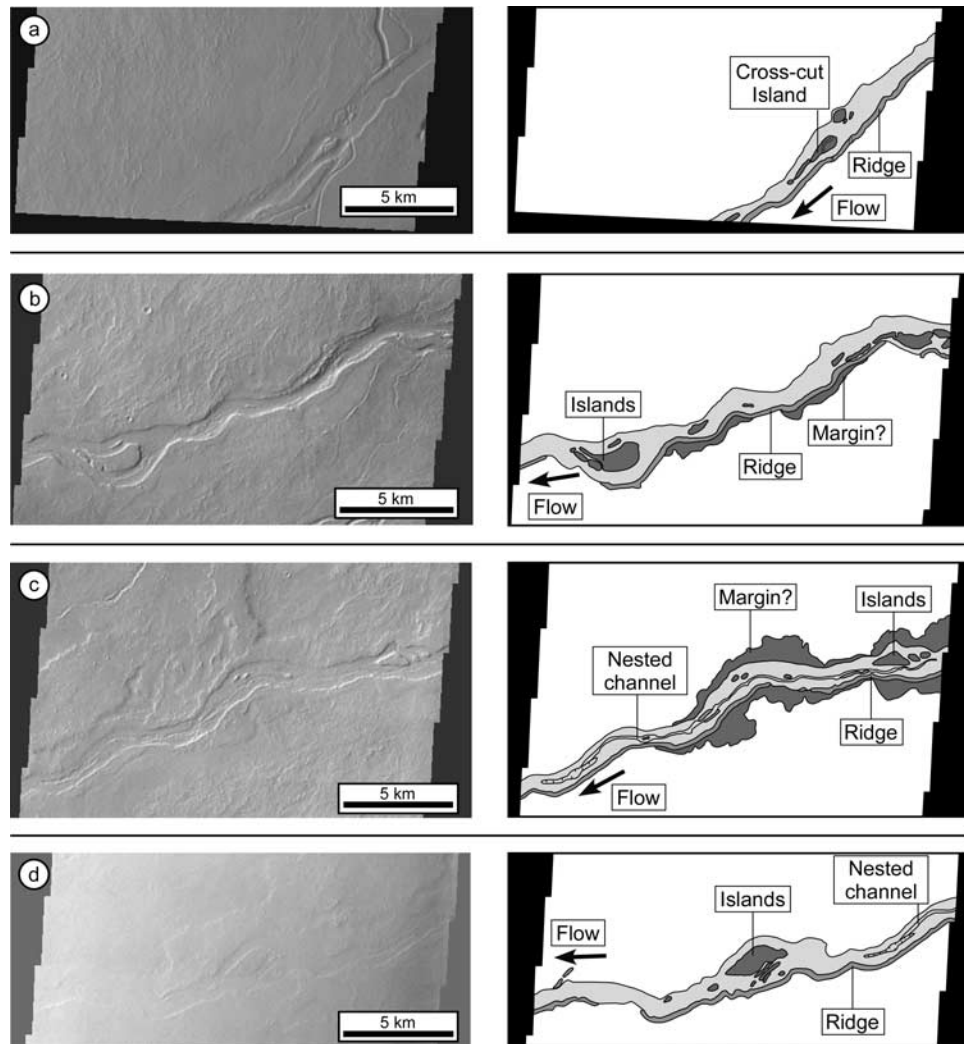 a
5 km
Cross-cut
Island
Ridge
Flow
b
5 km
Islands
Margin?
Ridge
Flow
c
5 km
Margin?
Islands
Nested
channel
Ridge
Flow
d
5 km
Nested
channel
Islands
Flow
Ridge